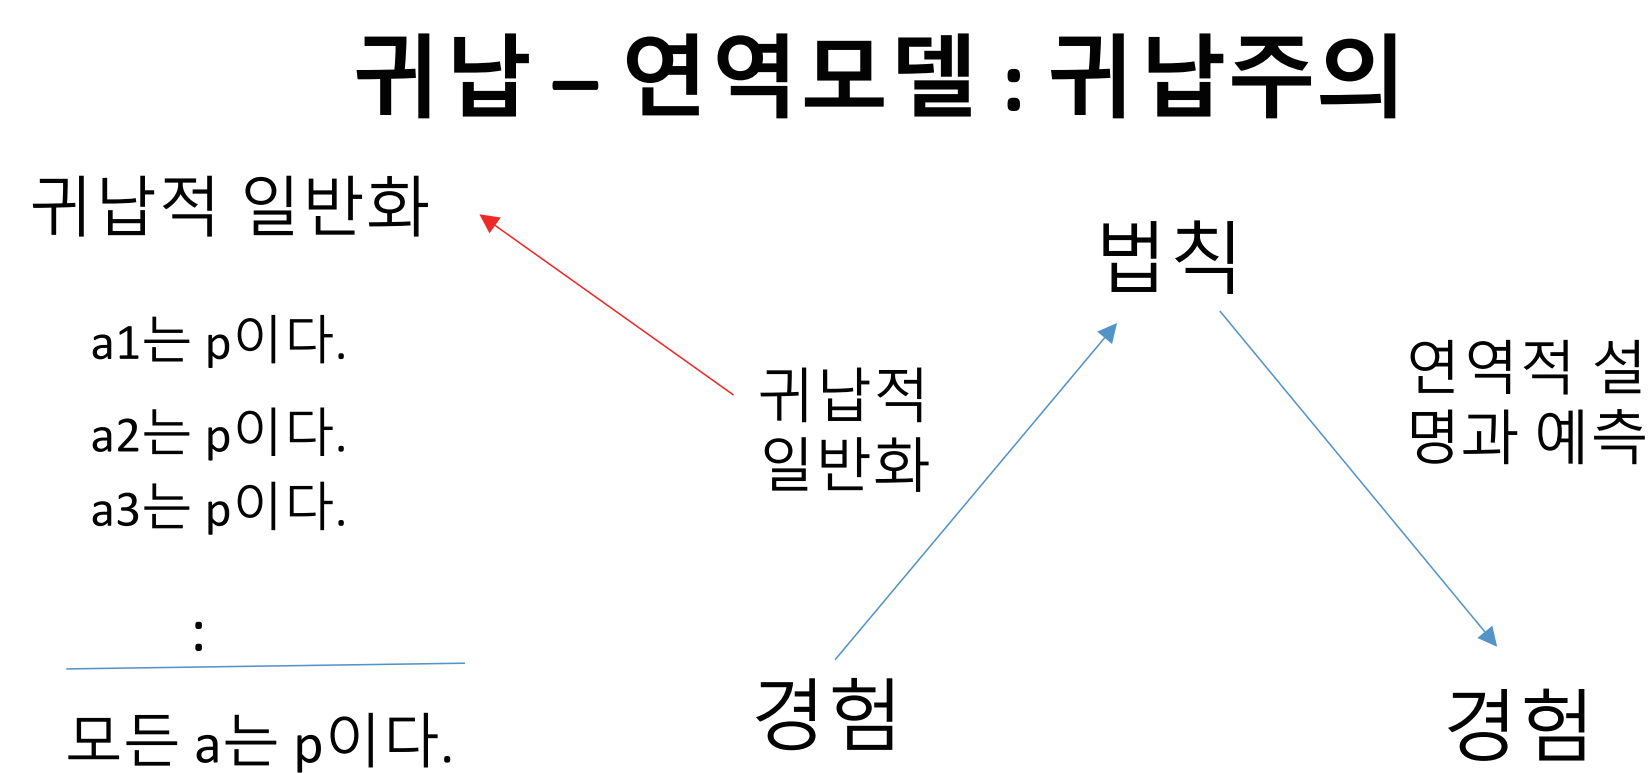 귀납 – 연역모델 : 귀납주의
귀납적 일반화
a1는 p이다.
a2는 p이다.
a3는 p이다.
:
모든 a는 p이다.
귀납적
일반화
법칙
연역적 설
명과 예측
경험
경험